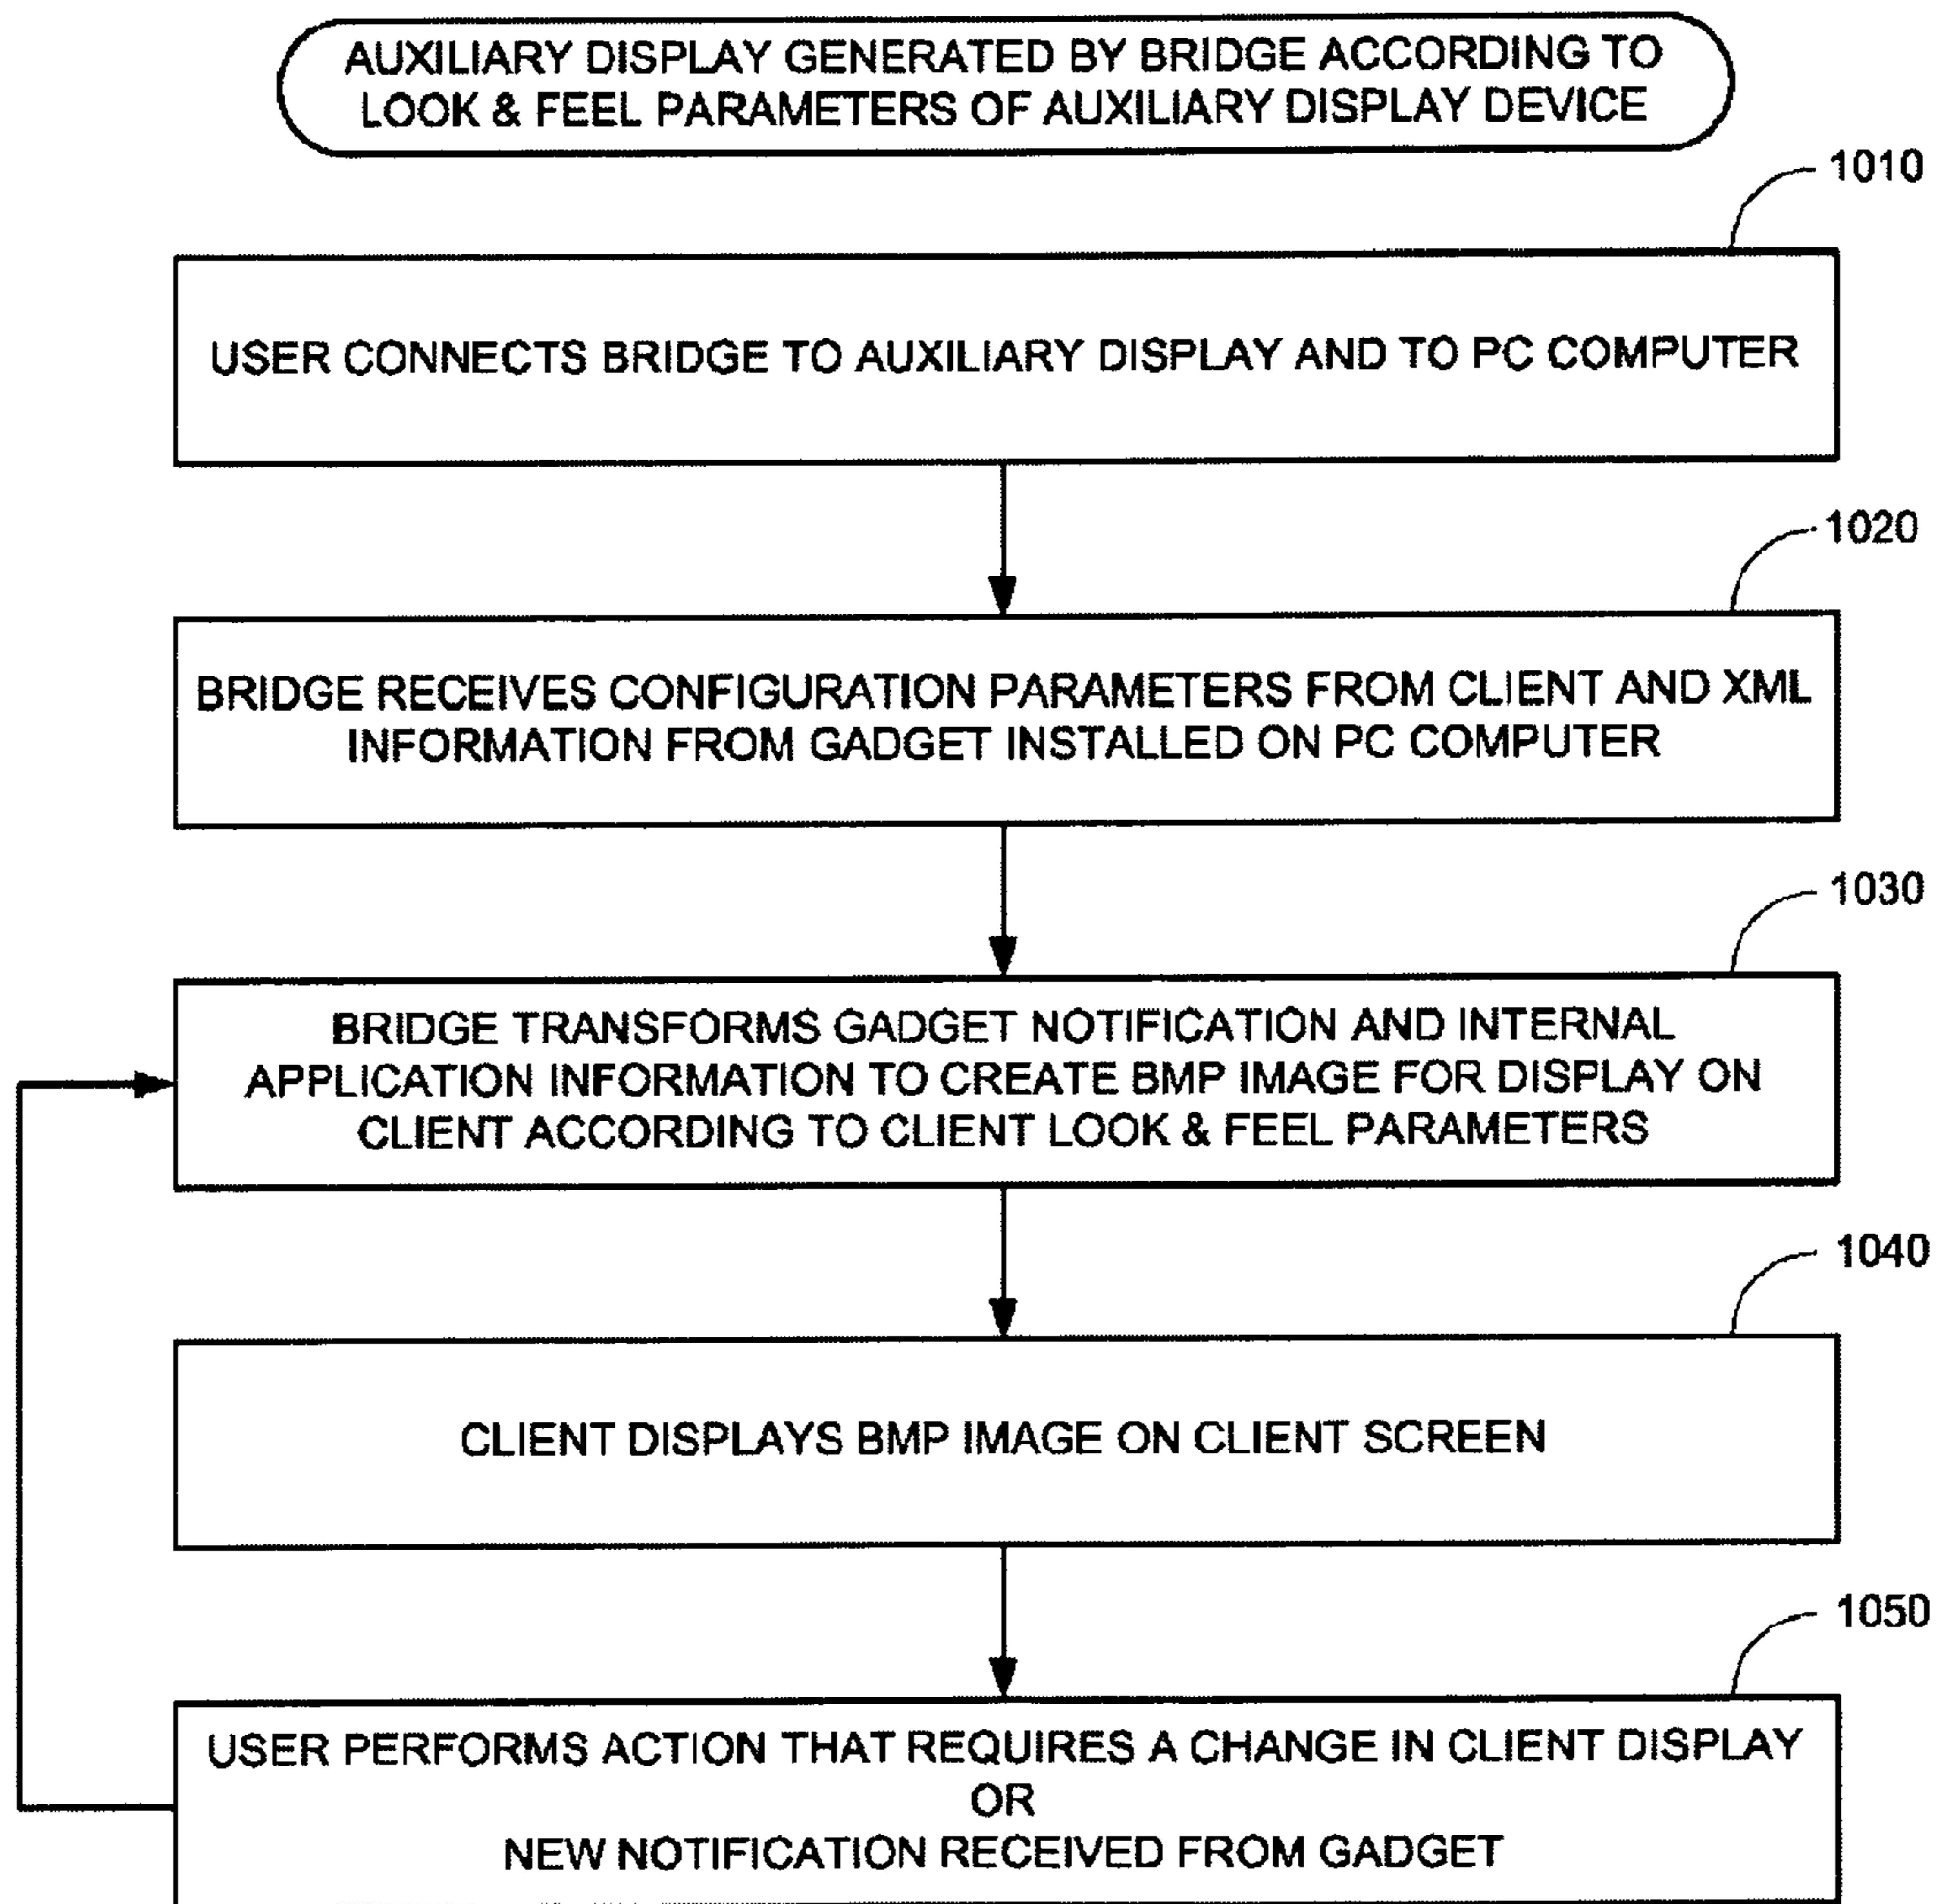 AUXILIARY DISPLAY GENERATED BY BRIDGE ACCORDING TO
LOOK & FEEL PARAMETERS OF AUXILIARY DISPLAY DEVICE
1010
USER CONNECTS BRIDGE TO AUXILIARY DISPLAY AND TO PC COMPUTER
1020
BRIDGE RECEIVES CONFIGURATION PARAMETERS FROM CLIENT AND XML
INFORMATION FROM GADGET INSTALLED ON PC COMPUTER
1030
BRIDGE TRANSFORMS GADGET NOTIFICATION AND INTERNAL
APPLICATION INFORMATION TO CREATE BMP IMAGE FOR DISPLAY ON
CLIENT ACCORDING TO CLIENT LOOK & FEEL PARAMETERS
1040
CLIENT DISPLAYS BMP IMAGE ON CLIENT SCREEN
1050
USER PERFORMS ACTION THAT REQUIRES A CHANGE IN CLIENT DISPLAY
OR
NEW NOTIFICATION RECEIVED FROM GADGET